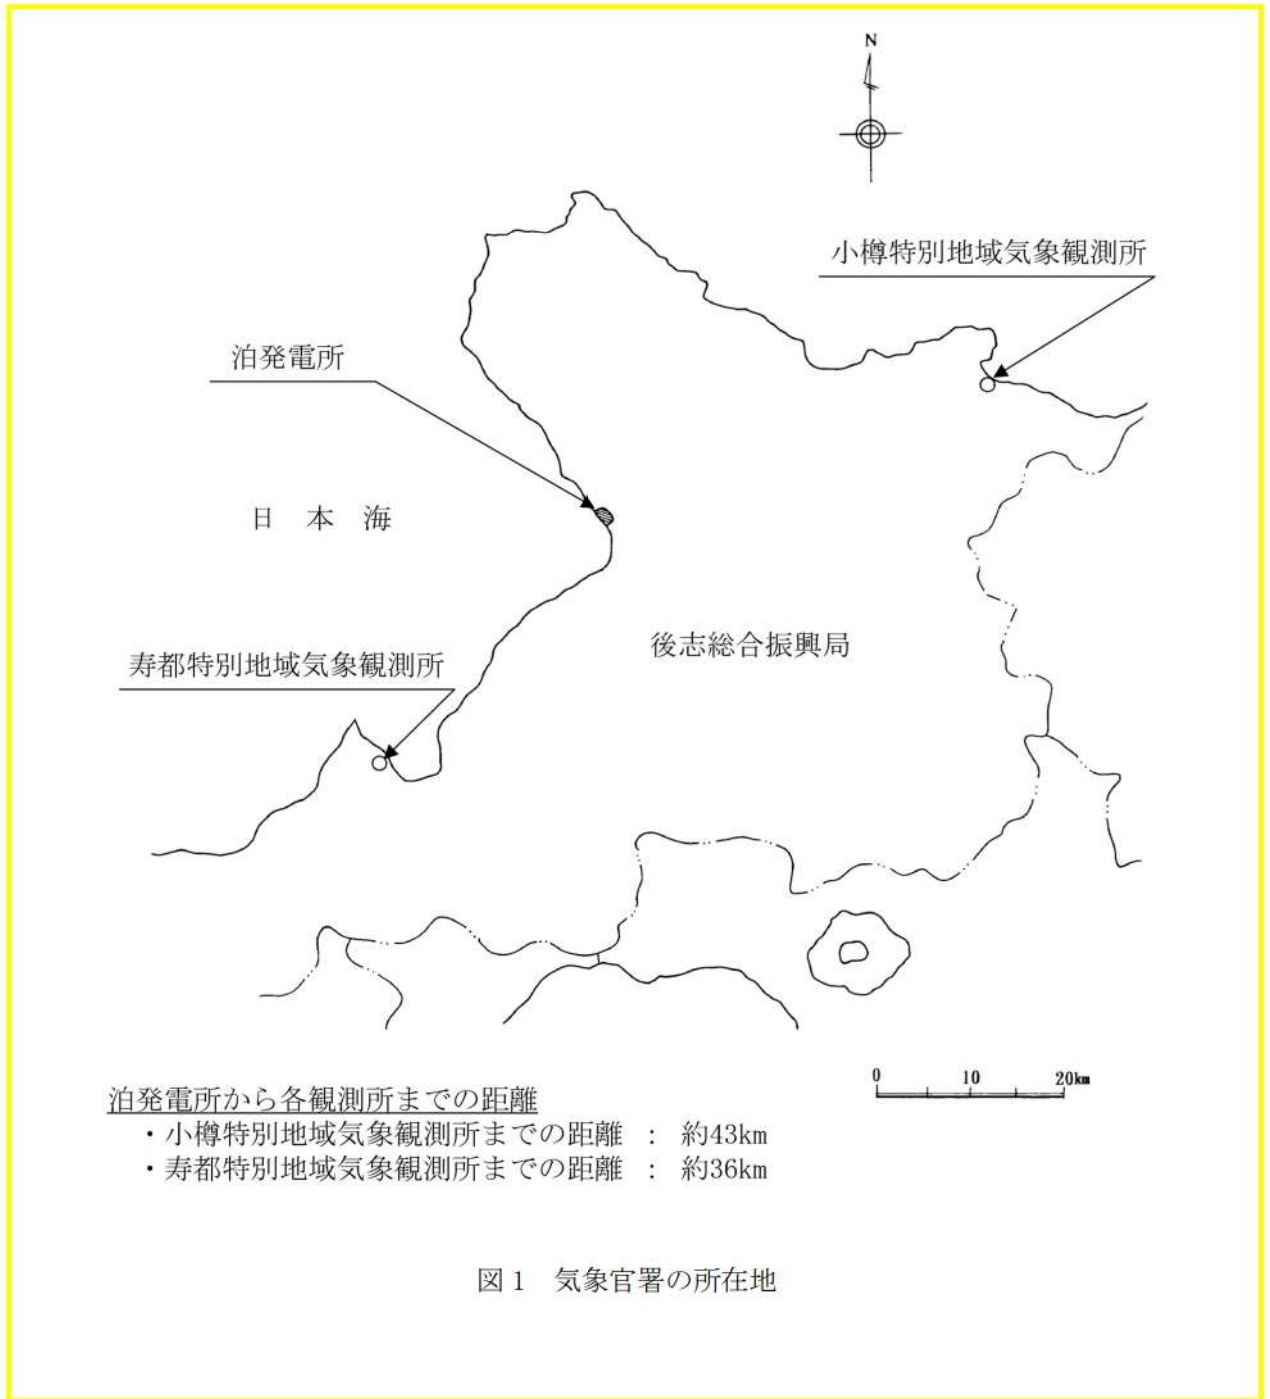 N
小樽特別地域気象観測所
泊発電所
日 本 海
後志総合振興局
寿都特別地域気象観測所
0 10 20km
泊発電所から各観測所までの距離
・小樽特別地域気象観測所までの距離 : 約43km
・寿都特別地域気象観測所までの距離 : 約36km
図1 気象官署の所在地